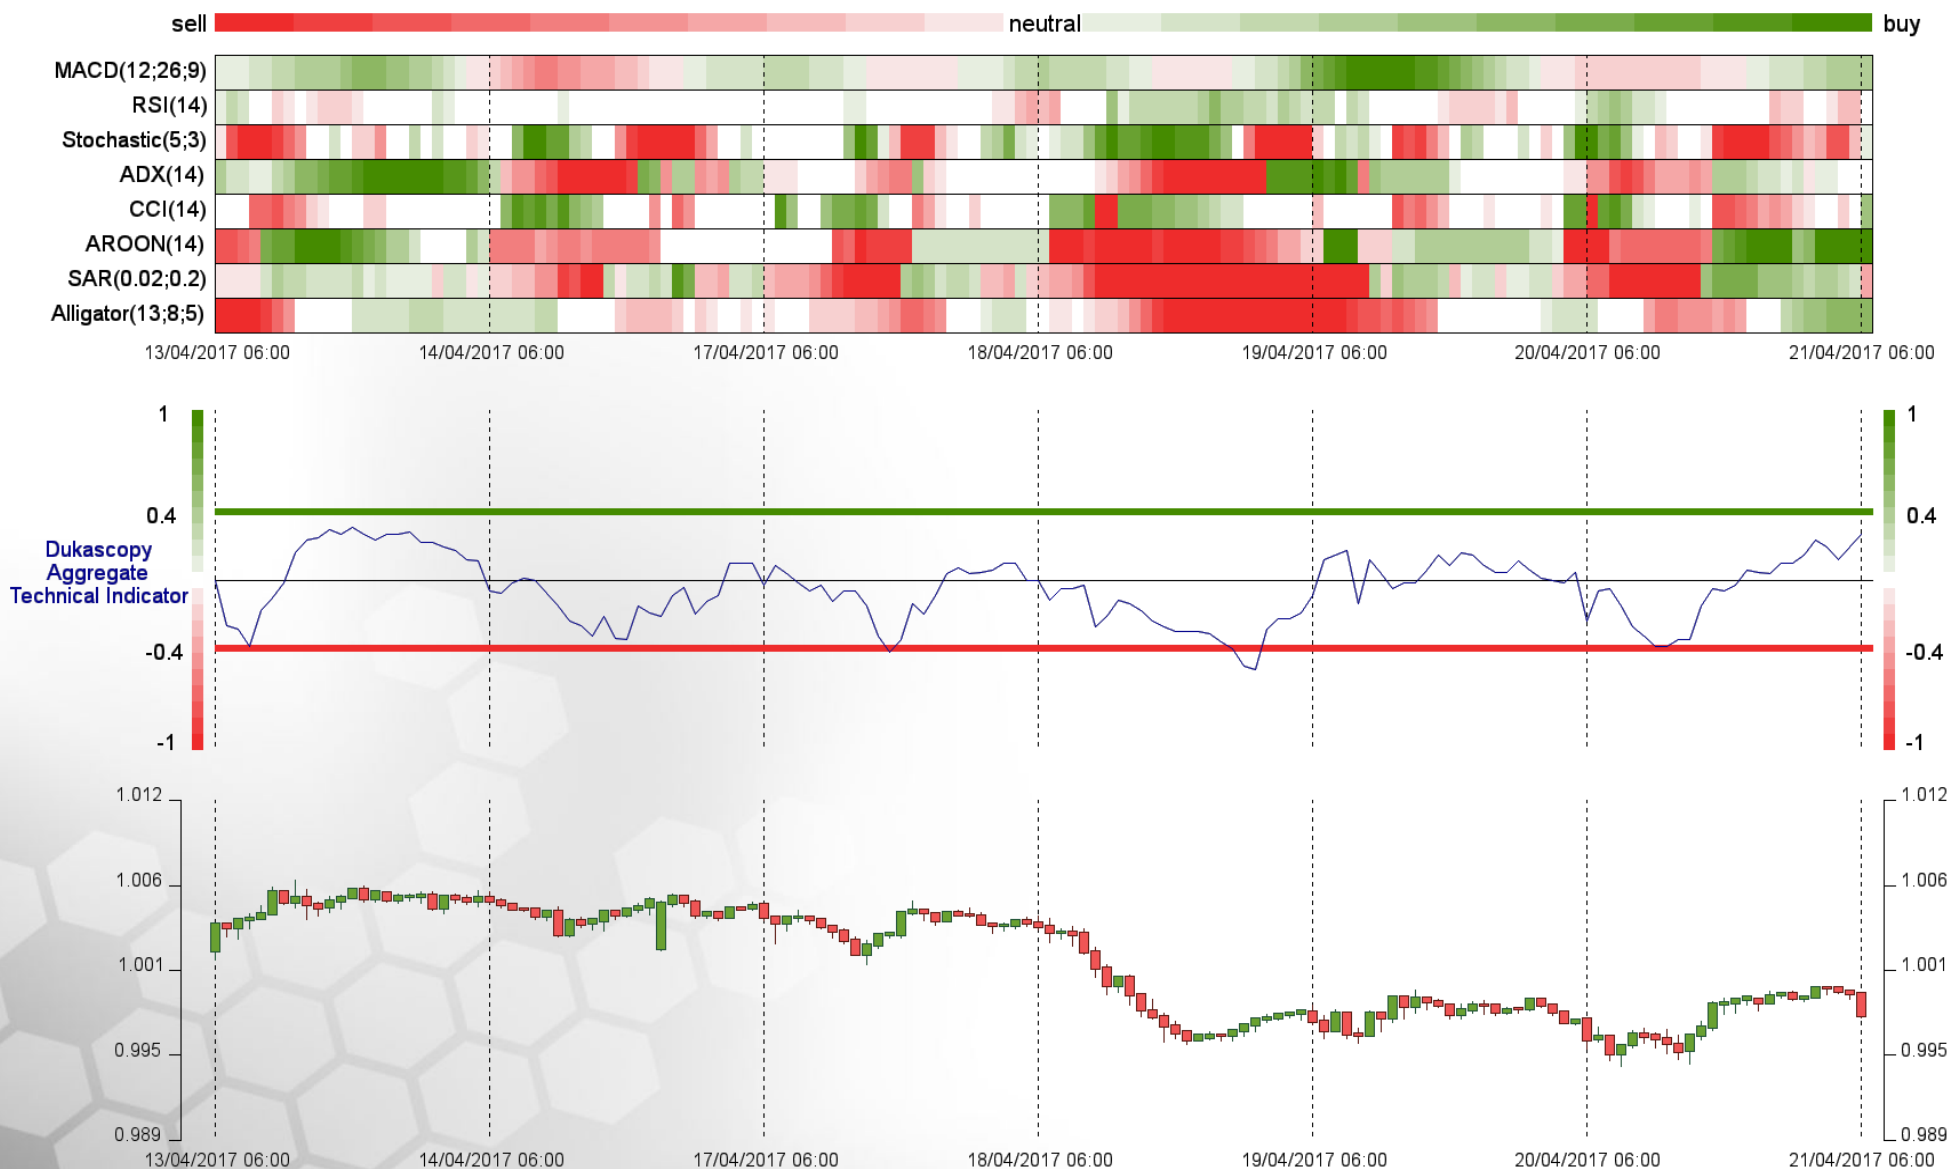 sell neutral buy
MACD(12;26;9)
RSI(14)
Stochastic(5;3)
ADX(14)
CCI(14)
AROON(14)
SAR(0.02;0.2)
Alligator(13;8;5)
13/04/2017 06:00 14/04/2017 06:00 17/04/2017 06:00 18/04/2017 06:00 19/04/2017 06:00 20/04/2017 06:00 21/04/2017 06:00
1 1
0.4 0.4
Dukascopy
Aggregate
Technical Indicator
-0.4 -0.4
-1 -1
1.012 1.012
1.006 1.006
1.001 1.001
0.995 0.995
0.989 0.989
13/04/2017 06:00 14/04/2017 06:00 17/04/2017 06:00 18/04/2017 06:00 19/04/2017 06:00 20/04/2017 06:00 21/04/2017 06:00